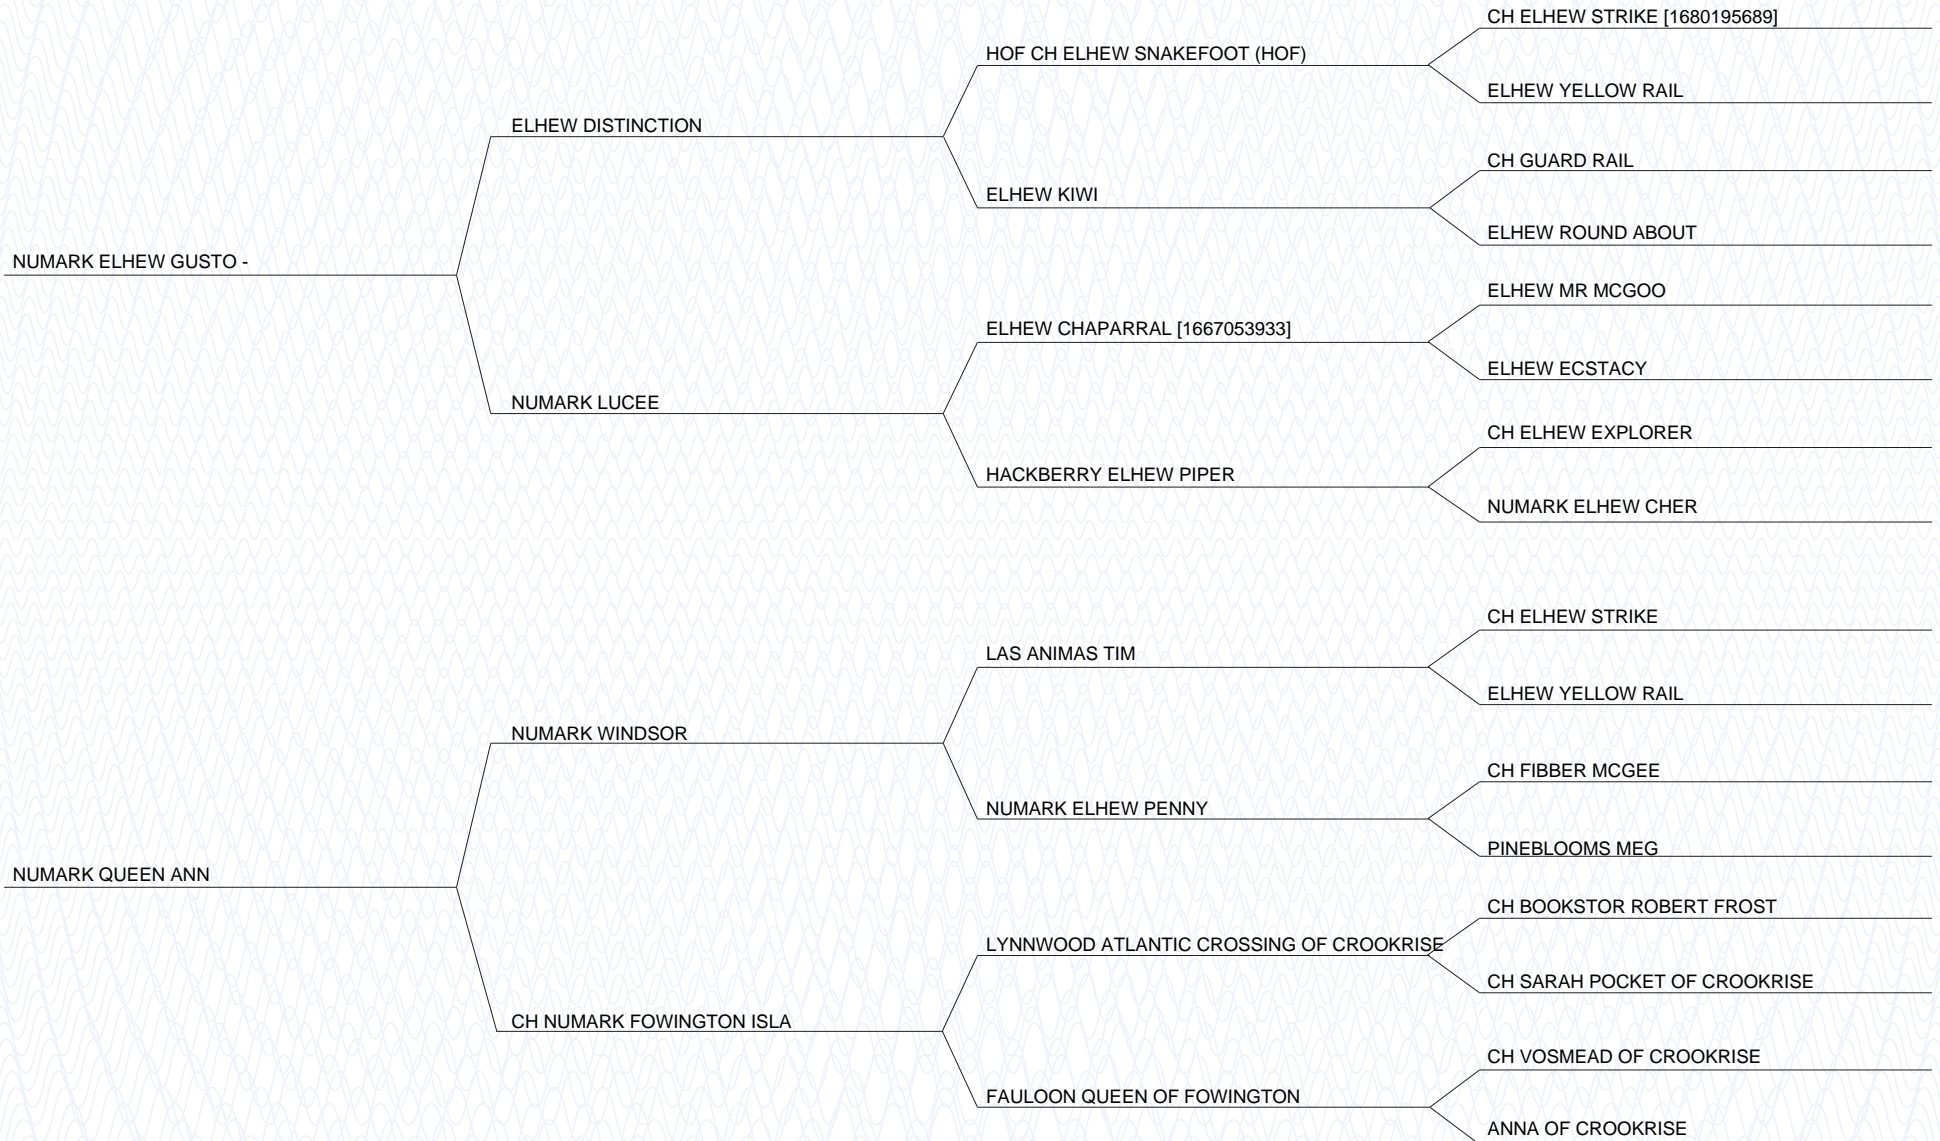 CH ELHEW STRIKE [1680195689]
HOF CH ELHEW SNAKEFOOT (HOF)
ELHEW YELLOW RAIL
ELHEW DISTINCTION
CH GUARD RAIL
ELHEW KIWI
ELHEW ROUND ABOUT
NUMARK ELHEW GUSTO -
ELHEW MR MCGOO
ELHEW CHAPARRAL [1667053933]
ELHEW ECSTACY
NUMARK LUCEE
CH ELHEW EXPLORER
HACKBERRY ELHEW PIPER
NUMARK ELHEW CHER
CH ELHEW STRIKE
LAS ANIMAS TIM
ELHEW YELLOW RAIL
NUMARK WINDSOR
CH FIBBER MCGEE
NUMARK ELHEW PENNY
PINEBLOOMS MEG
NUMARK QUEEN ANN
CH BOOKSTOR ROBERT FROST
LYNNWOOD ATLANTIC CROSSING OF CROOKRISE
CH SARAH POCKET OF CROOKRISE
CH NUMARK FOWINGTON ISLA
CH VOSMEAD OF CROOKRISE
FAULOON QUEEN OF FOWINGTON
ANNA OF CROOKRISE